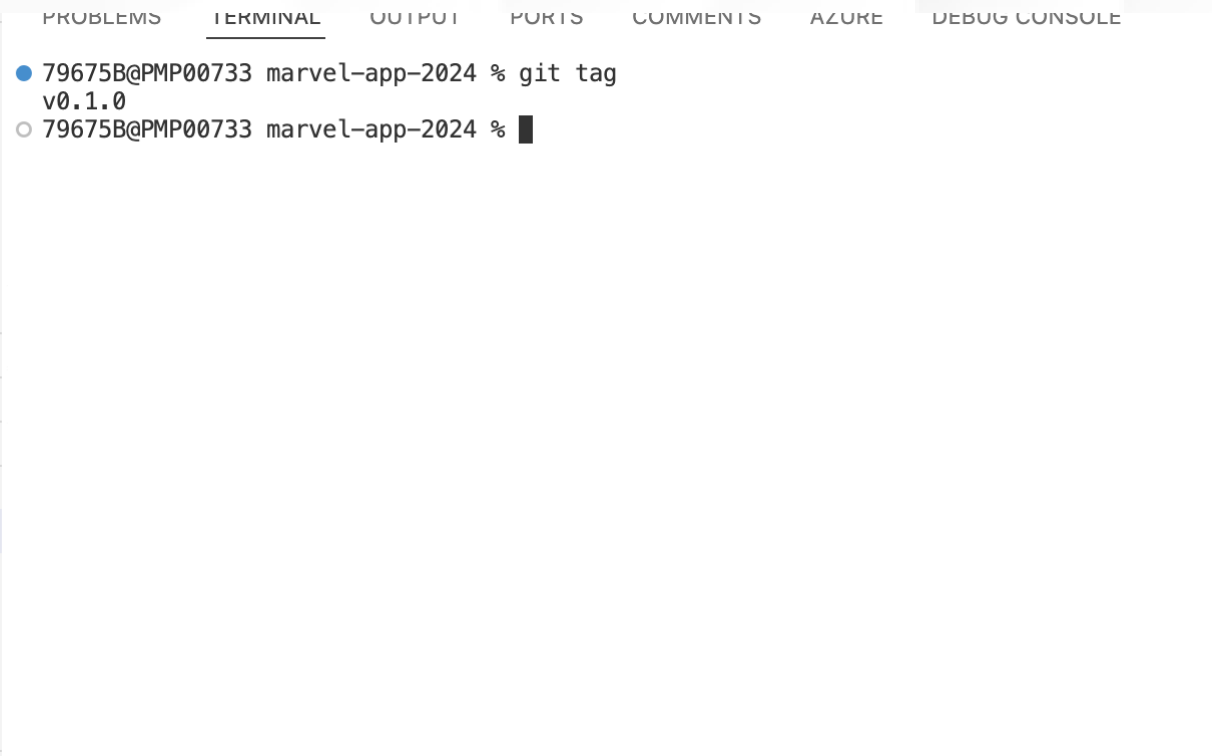 PROBLEMS TERMINAL OUTPUT PORTS COMMENTS AZURE DEBUG CONSOLE
79675B@PMP00733 marvel-app-2024 % git tag
v0.1.0
79675B@PMP00733 marvel-app-2024 %